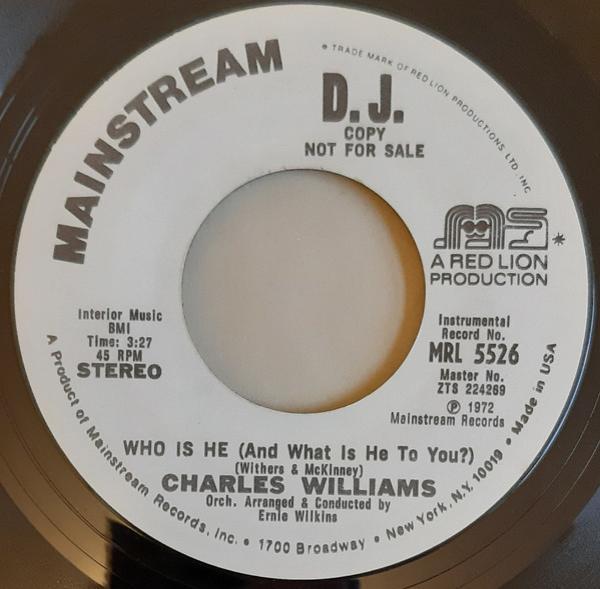 MAINSTREAM
* TRADE MARK OF RED LION PRODUCTIONS LTD. INC.
D.J.
COPY
NOT FOR SALE
MS *
A RED LION
PRODUCTION
Interior Music
BMI
Time: 3:27
45 RPM
STEREO
Instrumental
Record No.
MRL 5526
Master No.
ZTS 224269
℗ 1972
Mainstream Records
WHO IS HE (And What Is He To You?)
(Withers & McKinney)
CHARLES WILLIAMS
Orch. Arranged & Conducted by
Ernie Wilkins
A Product of Mainstream Records, Inc. • 1700 Broadway • New York, N.Y. 10019 • Made in USA